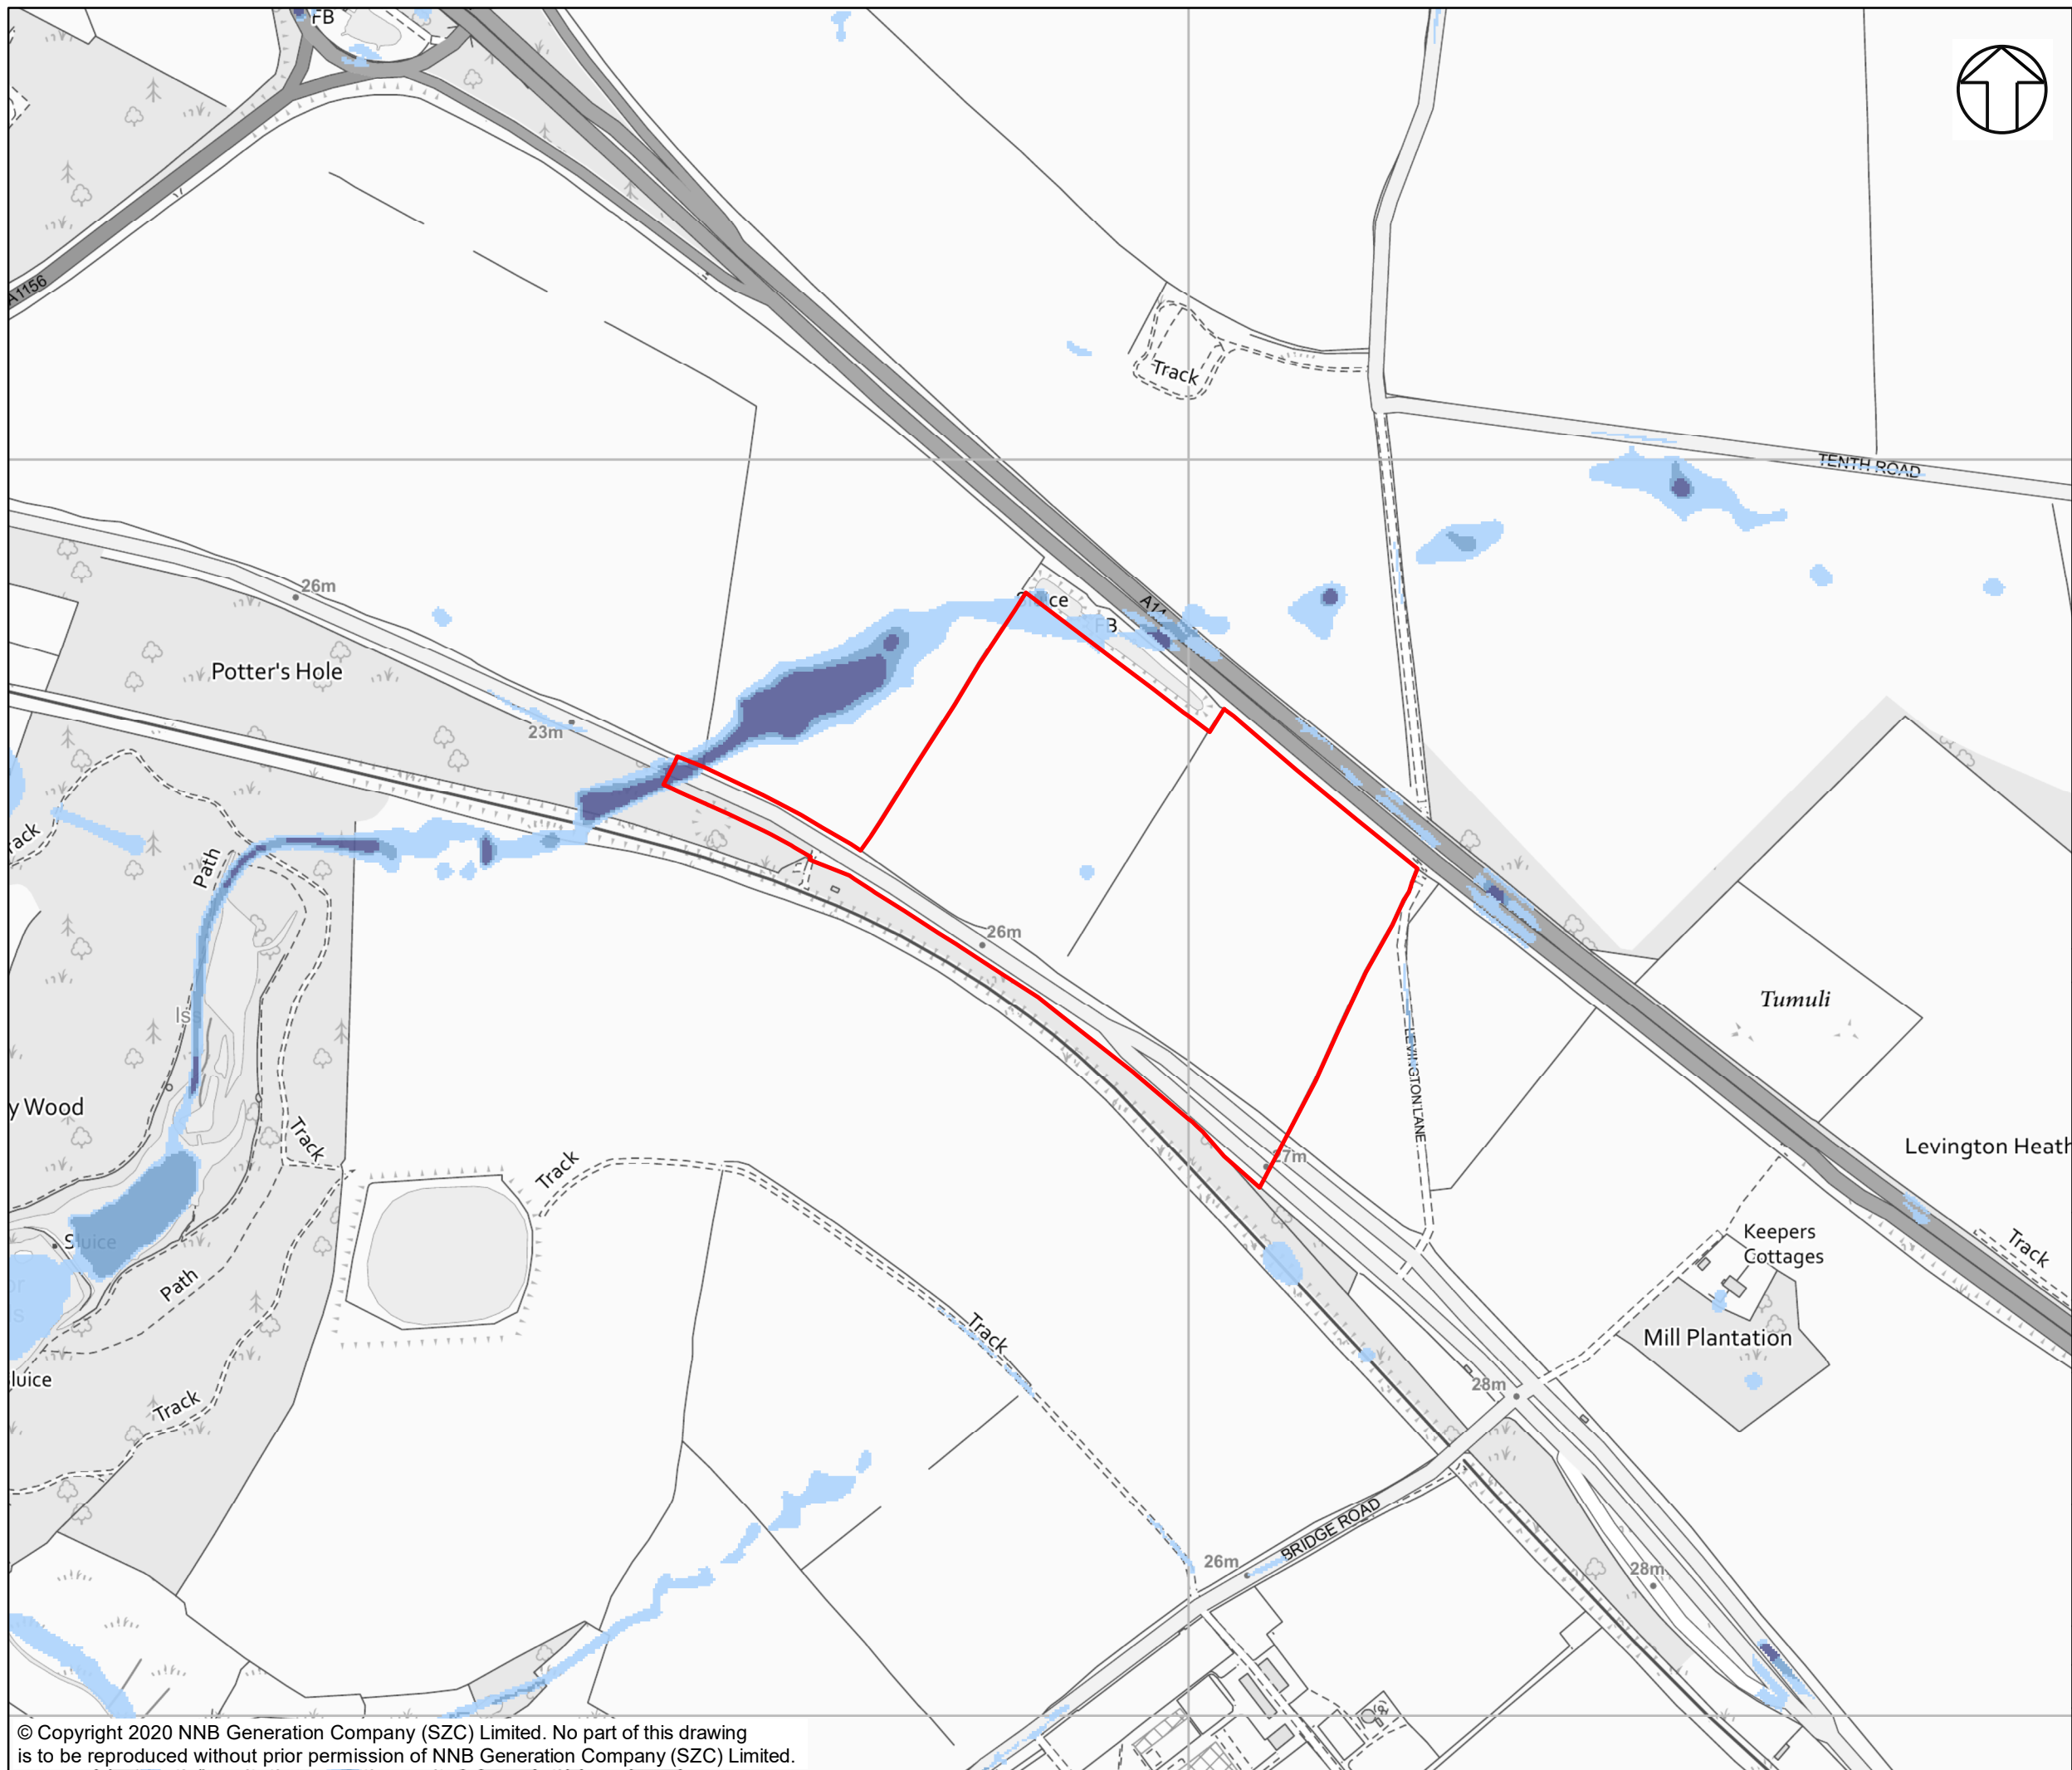 FB
A1156
Track
TENTH ROAD
26m
FB
Potter's Hole
23m
Track
Path
26m
Tumuli
LEVINGTON LANE
y Wood
Track
Levington Heath
Track
27m
Sluice
Keepers
Cottages
Track
Path
Track
Mill Plantation
luice
28m
Track
BRIDGE ROAD
26m
28m
© Copyright 2020 NNB Generation Company (SZC) Limited. No part of this drawing
is to be reproduced without prior permission of NNB Generation Company (SZC) Limited.